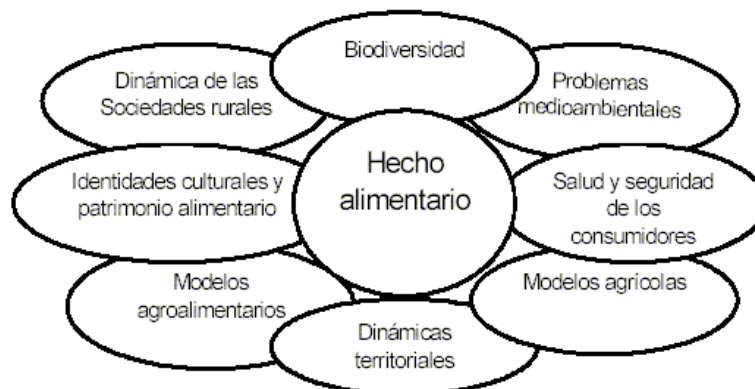 Biodiversidad
Dinámica de las
Sociedades rurales
Problemas
medioambientales
Hecho
alimentario
Identidades culturales y
patrimonio alimentario
Salud y seguridad
de los
consumidores
Modelos
agroalimentarios
Modelos agrícolas
Dinámicas
territoriales